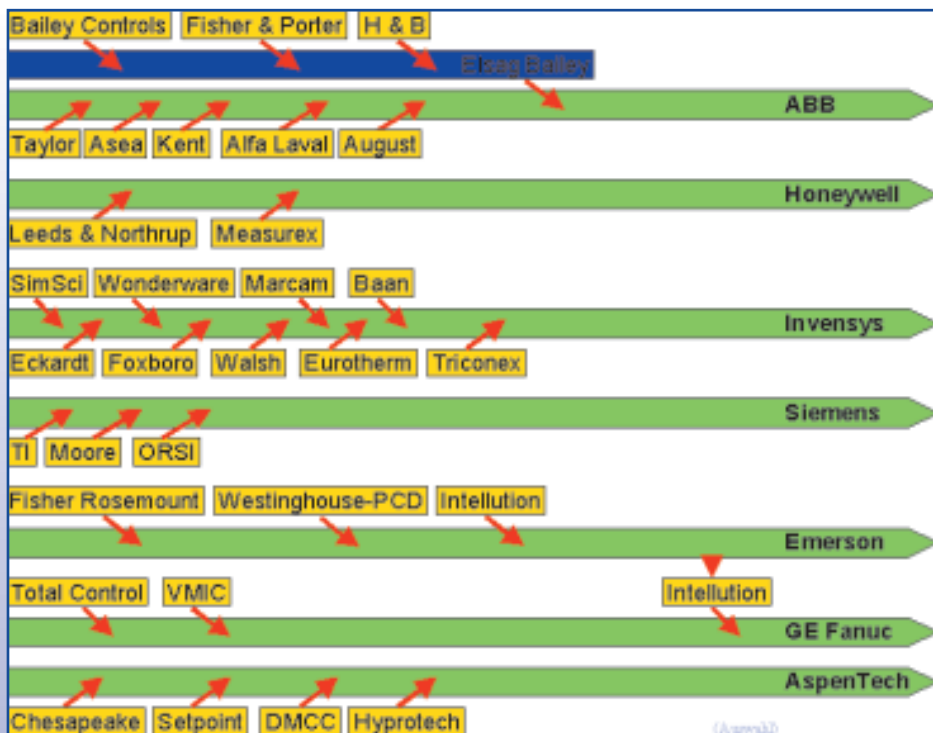 Bailey Controls Fisher & Porter H & B
Elsag Bailey
ABB
Taylor Asea Kent Alfa Laval August
Honeywell
Leeds & Northrup Measurex
SimSci Wonderware Marcam Baan
Invensys
Eckardt Foxboro Walsh Eurotherm Triconex
Siemens
TI Moore ORSI
Fisher Rosemount Westinghouse-PCD Intellution
Emerson
Total Control VMIC Intellution
GE Fanuc
AspenTech
Chesapeake Setpoint DMCC Hyprotech
(Auswahl)